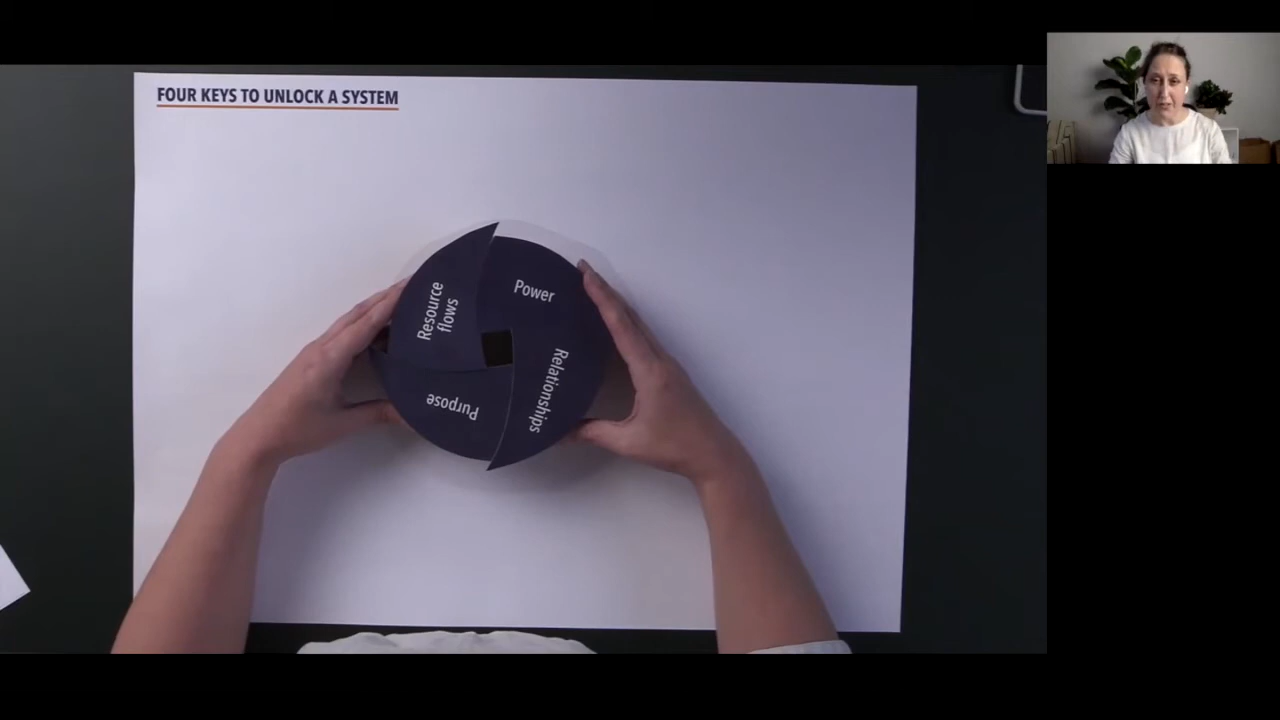 FOUR KEYS TO UNLOCK A SYSTEM
Resource
flows
Power
Relationships
Purpose